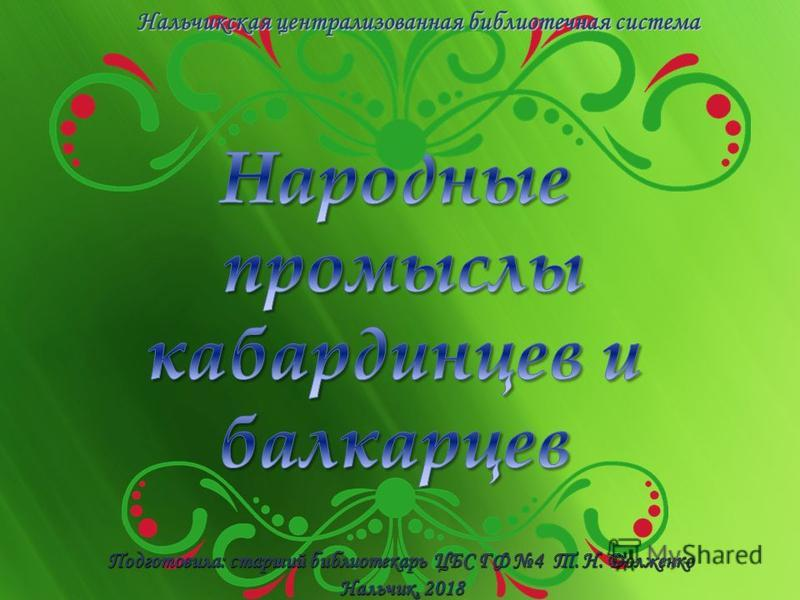 Нальчикская централизованная библиотечная система
Народные
промыслы
кабардинцев и
балкарцев
MyShared
Подготовила: старший библиотекарь ЦБС ГФ №4 Т. Н.
Нальчик, 2018